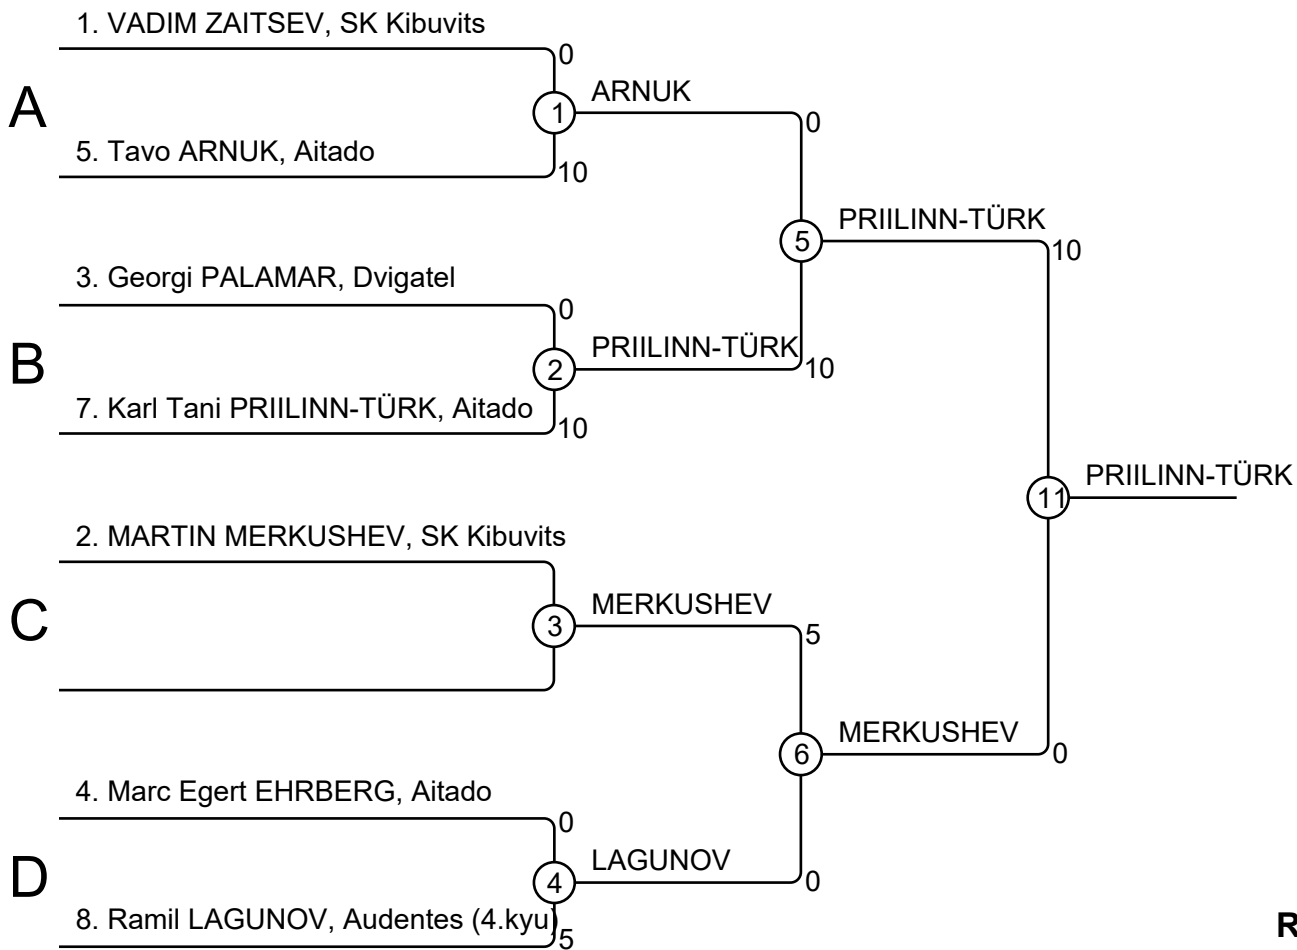 1. VADIM ZAITSEV, SK Kibuvits
0
A
1
ARNUK
0
5. Tavo ARNUK, Aitado
10
5
PRIILINN-TÜRK
10
3. Georgi PALAMAR, Dvigatel
0
B
2
PRIILINN-TÜRK
10
7. Karl Tani PRIILINN-TÜRK, Aitado
10
11
PRIILINN-TÜRK
2. MARTIN MERKUSHEV, SK Kibuvits
C
3
MERKUSHEV
5
6
MERKUSHEV
0
4. Marc Egert EHRBERG, Aitado
0
D
4
LAGUNOV
0
8. Ramil LAGUNOV, Audentes (4.kyu)
5
R